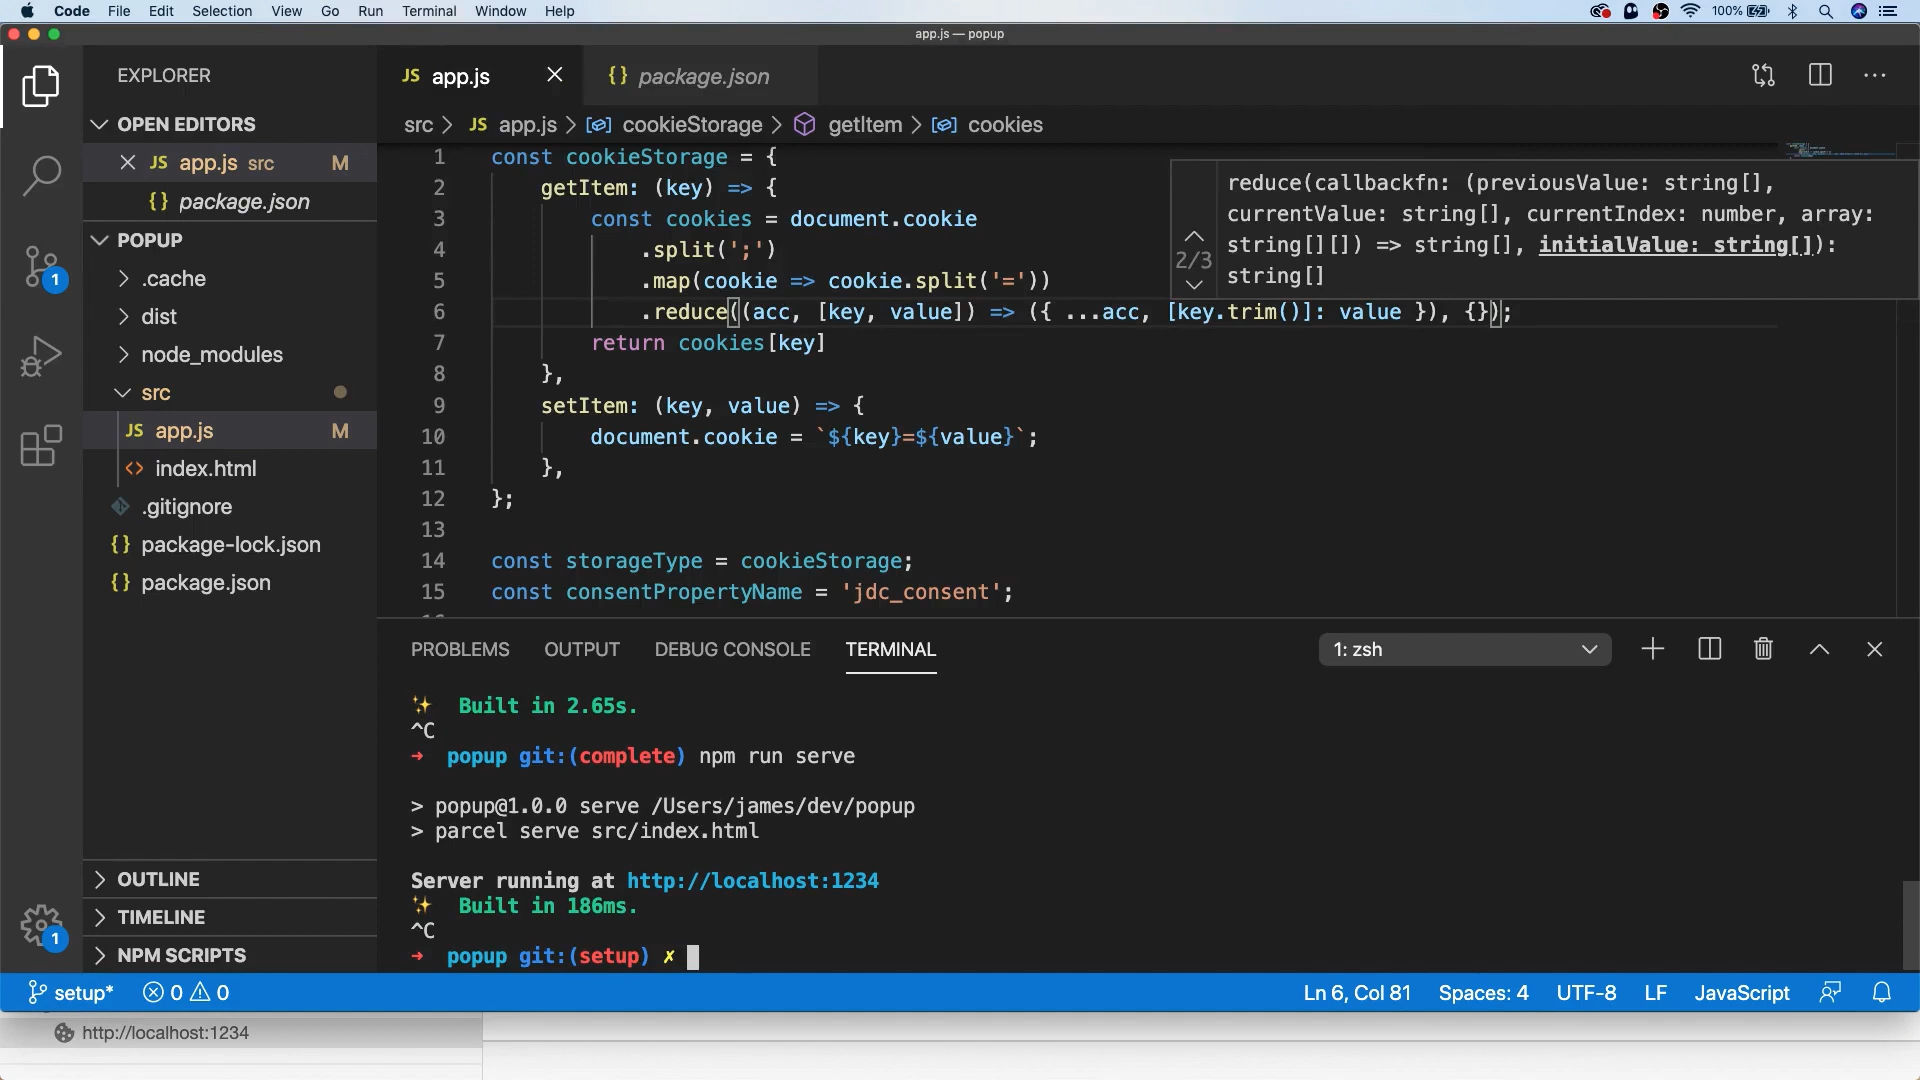 Code File Edit Selection View Go Run Terminal Window Help 100%
app.js — popup
EXPLORER
OPEN EDITORS
JS app.js src M
{} package.json
POPUP
.cache
dist
node_modules
src
JS app.js M
<> index.html
.gitignore
{} package-lock.json
{} package.json
OUTLINE
TIMELINE
NPM SCRIPTS
1
1
JS app.js
{} package.json
src > JS app.js > cookieStorage > getItem > cookies
1 const cookieStorage = {
2 getItem: (key) => {
3 const cookies = document.cookie
4 .split(';')
5 .map(cookie => cookie.split('='))
6 .reduce((acc, [key, value]) => ({ ...acc, [key.trim()]: value }), {});
7 return cookies[key]
8 },
9 setItem: (key, value) => {
10 document.cookie = `${key}=${value}`;
11 },
12 };
13
14 const storageType = cookieStorage;
15 const consentPropertyName = 'jdc_consent';
2/3
reduce(callbackfn: (previousValue: string[],
currentValue: string[], currentIndex: number, array:
string[][]) => string[], initialValue: string[]):
string[]
PROBLEMS OUTPUT DEBUG CONSOLE TERMINAL 1: zsh
✨ Built in 2.65s.
^C
→ popup git:(complete) npm run serve
> popup@1.0.0 serve /Users/james/dev/popup
> parcel serve src/index.html
Server running at http://localhost:1234
✨ Built in 186ms.
^C
→ popup git:(setup) ✗
setup* 0 0 Ln 6, Col 81 Spaces: 4 UTF-8 LF JavaScript
http://localhost:1234